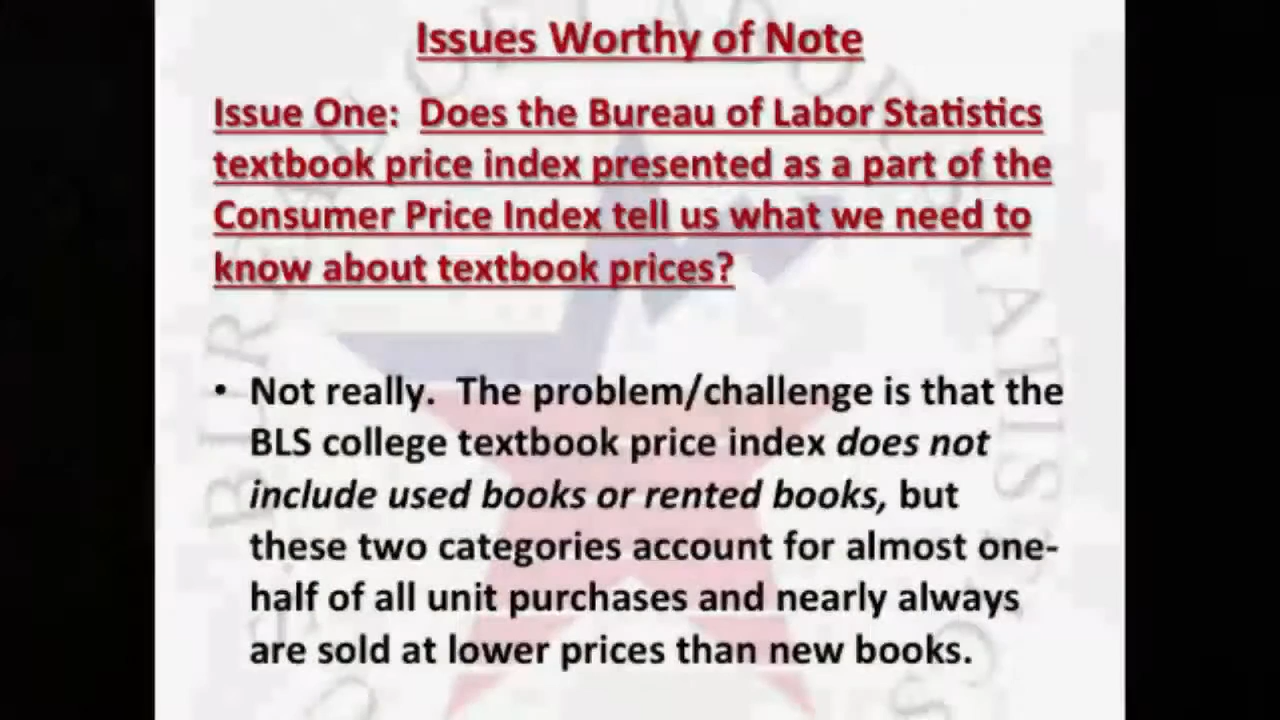 Issues Worthy of Note
Issue One:  Does the Bureau of Labor Statistics
textbook price index presented as a part of the
Consumer Price Index tell us what we need to
know about textbook prices?
• Not really.  The problem/challenge is that the
BLS college textbook price index does not
include used books or rented books, but
these two categories account for almost one-
half of all unit purchases and nearly always
are sold at lower prices than new books.